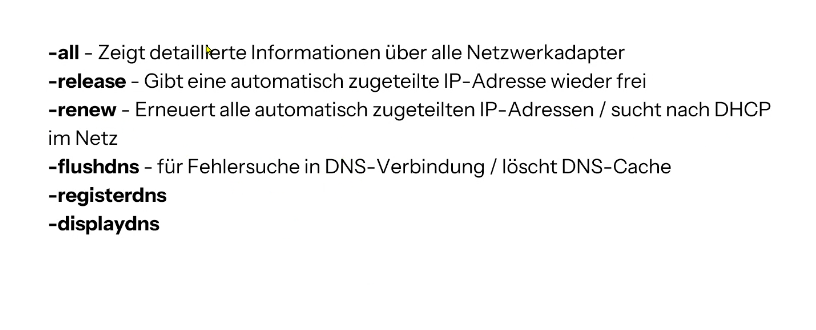 -all - Zeigt detaillierte Informationen über alle Netzwerkadapter
-release - Gibt eine automatisch zugeteilte IP-Adresse wieder frei
-renew - Erneuert alle automatisch zugeteilten IP-Adressen / sucht nach DHCP
im Netz
-flushdns - für Fehlersuche in DNS-Verbindung / löscht DNS-Cache
-registerdns
-displaydns